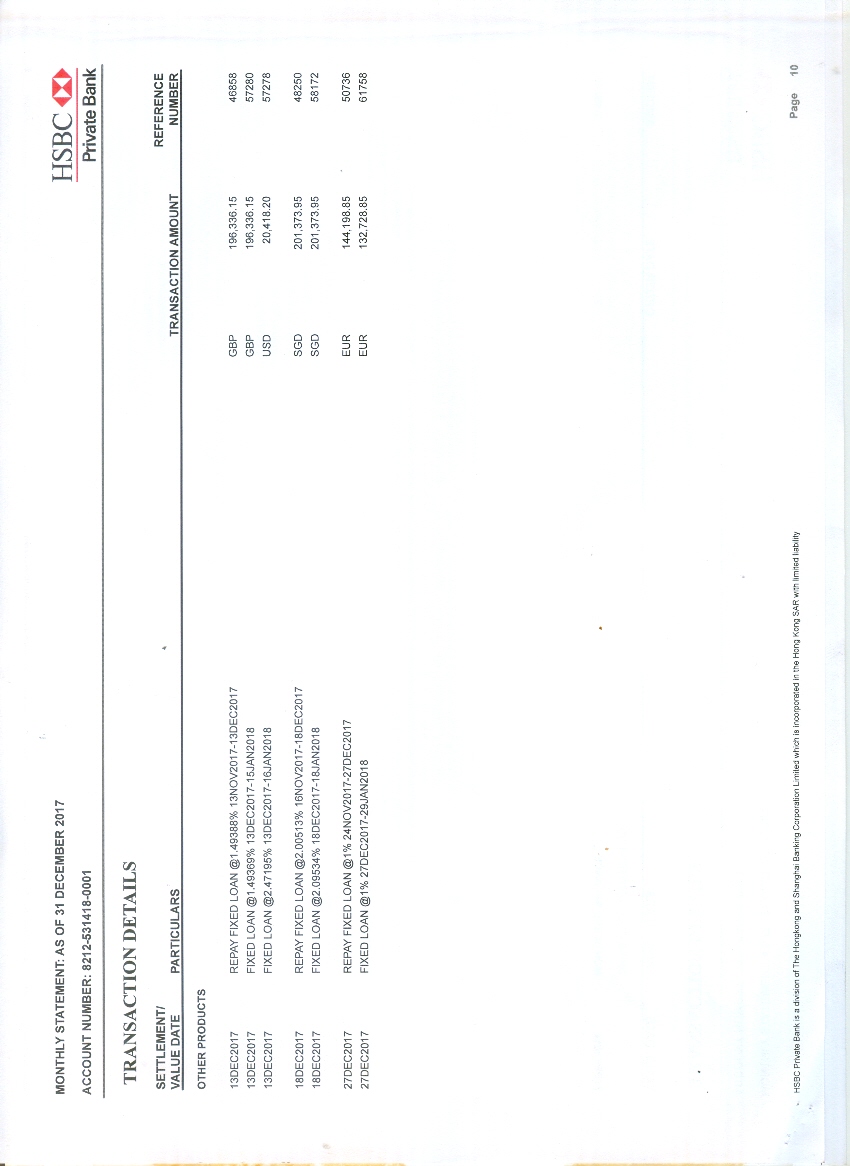 HSBC
Private Bank
MONTHLY STATEMENT: AS OF 31 DECEMBER 2017
ACCOUNT NUMBER: 8212-531418-0001
TRANSACTION DETAILS
SETTLEMENT/ REFERENCE
VALUE DATE PARTICULARS TRANSACTION AMOUNT NUMBER
OTHER PRODUCTS
13DEC2017 REPAY FIXED LOAN @1.49388% 13NOV2017-13DEC2017 GBP 196,336.15 46858
13DEC2017 FIXED LOAN @1.49369% 13DEC2017-15JAN2018 GBP 196,336.15 57280
13DEC2017 FIXED LOAN @2.47195% 13DEC2017-16JAN2018 USD 20,418.20 57278
18DEC2017 REPAY FIXED LOAN @2.00513% 16NOV2017-18DEC2017 SGD 201,373.95 48250
18DEC2017 FIXED LOAN @2.09534% 18DEC2017-18JAN2018 SGD 201,373.95 58172
27DEC2017 REPAY FIXED LOAN @1% 24NOV2017-27DEC2017 EUR 144,198.85 50736
27DEC2017 FIXED LOAN @1% 27DEC2017-29JAN2018 EUR 132,728.85 61758
HSBC Private Bank is a division of The Hongkong and Shanghai Banking Corporation Limited which is incorporated in the Hong Kong SAR with limited liability
Page 10